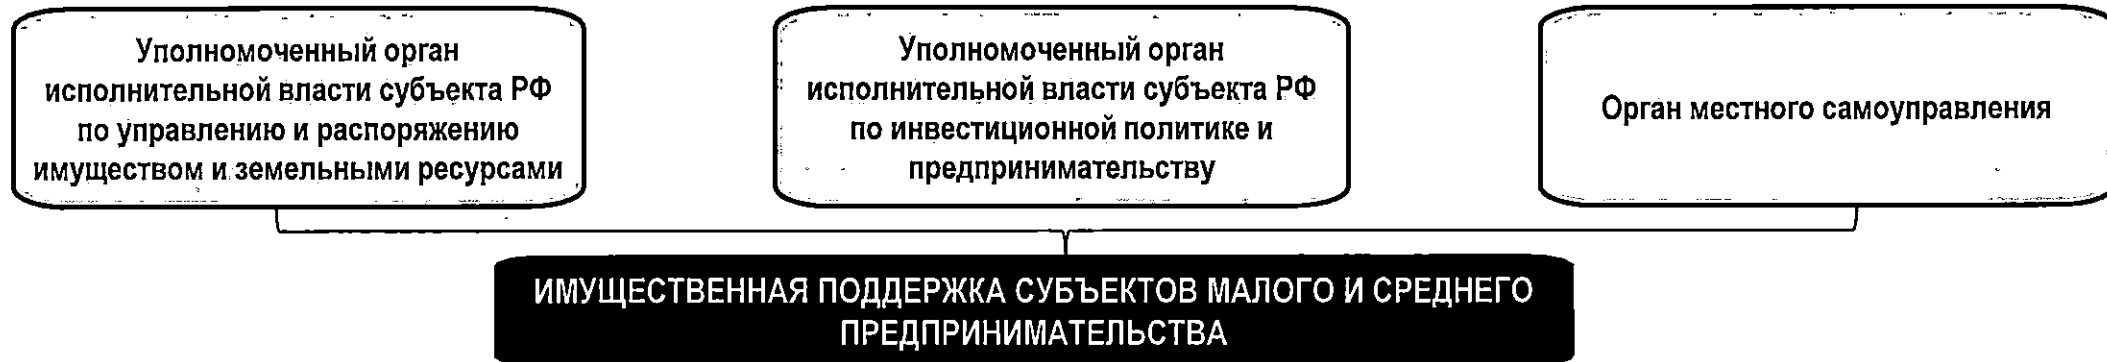 Уполномоченный орган
исполнительной власти субъекта РФ
по управлению и распоряжению
имуществом и земельными ресурсами
Уполномоченный орган
исполнительной власти субъекта РФ
по инвестиционной политике и
предпринимательству
Орган местного самоуправления
ИМУЩЕСТВЕННАЯ ПОДДЕРЖКА СУБЪЕКТОВ МАЛОГО И СРЕДНЕГО
ПРЕДПРИНИМАТЕЛЬСТВА